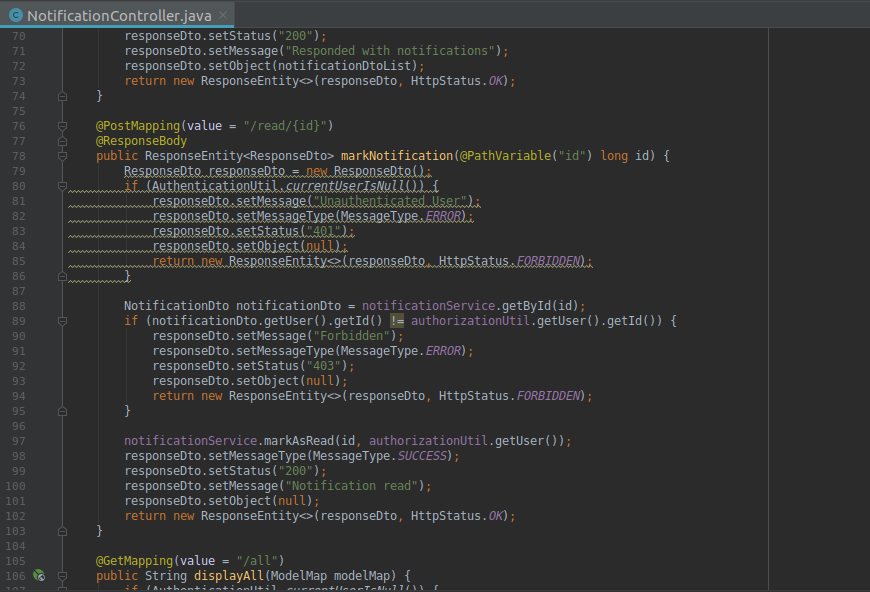 NotificationController.java ×
70 responseDto.setStatus("200");
71 responseDto.setMessage("Responded with notifications");
72 responseDto.setObject(notificationDtoList);
73 return new ResponseEntity<>(responseDto, HttpStatus.OK);
74 }
75
76 @PostMapping(value = "/read/{id}")
77 @ResponseBody
78 public ResponseEntity<ResponseDto> markNotification(@PathVariable("id") long id) {
79 ResponseDto responseDto = new ResponseDto();
80 if (AuthenticationUtil.currentUserIsNull()) {
81 responseDto.setMessage("Unauthenticated User");
82 responseDto.setMessageType(MessageType.ERROR);
83 responseDto.setStatus("401");
84 responseDto.setObject(null);
85 return new ResponseEntity<>(responseDto, HttpStatus.FORBIDDEN);
86 }
87
88 NotificationDto notificationDto = notificationService.getById(id);
89 if (notificationDto.getUser().getId() != authorizationUtil.getUser().getId()) {
90 responseDto.setMessage("Forbidden");
91 responseDto.setMessageType(MessageType.ERROR);
92 responseDto.setStatus("403");
93 responseDto.setObject(null);
94 return new ResponseEntity<>(responseDto, HttpStatus.FORBIDDEN);
95 }
96
97 notificationService.markAsRead(id, authorizationUtil.getUser());
98 responseDto.setMessageType(MessageType.SUCCESS);
99 responseDto.setStatus("200");
100 responseDto.setMessage("Notification read");
101 responseDto.setObject(null);
102 return new ResponseEntity<>(responseDto, HttpStatus.OK);
103 }
104
105 @GetMapping(value = "/all")
106 public String displayAll(ModelMap modelMap) {
107 if (AuthenticationUtil.currentUserIsNull()) {